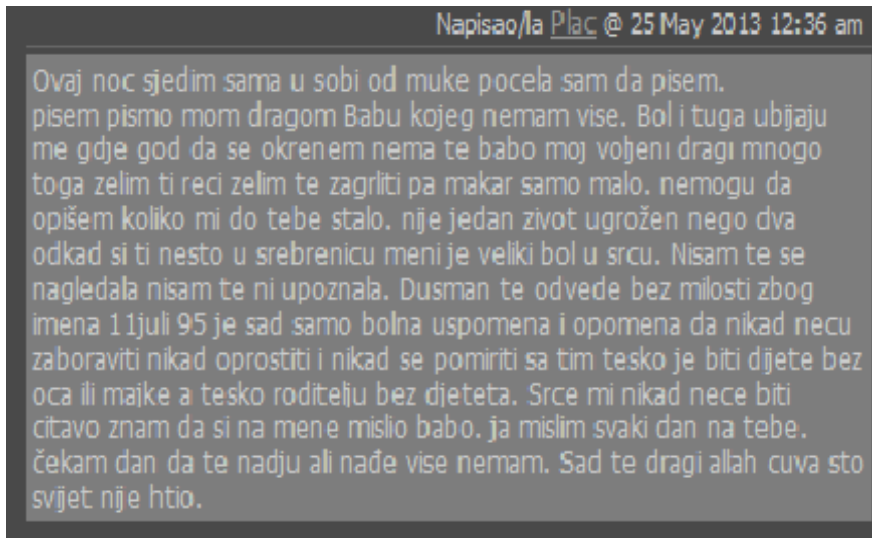 Napisao/la Plac @ 25 May 2013 12:36 am
Ovaj noc sjedim sama u sobi od muke pocela sam da pisem.
pisem pismo mom dragom Babu kojeg nemam vise. Bol i tuga ubijaju
me gdje god da se okrenem nema te babo moj voljeni dragi mnogo
toga zelim ti reci zelim te zagrliti pa makar samo malo. nemogu da
opišem koliko mi do tebe stalo. nije jedan zivot ugrožen nego dva
odkad si ti nesto u srebrenicu meni je veliki bol u srcu. Nisam te se
nagledala nisam te ni upoznala. Dusman te odvede bez milosti zbog
imena 11juli 95 je sad samo bolna uspomena i opomena da nikad necu
zaboraviti nikad oprostiti i nikad se pomiriti sa tim tesko je biti dijete bez
oca ili majke a tesko roditelju bez djeteta. Srce mi nikad nece biti
citavo znam da si na mene mislio babo. ja mislim svaki dan na tebe.
čekam dan da te nadju ali nađe vise nemam. Sad te dragi allah cuva sto
svijet nije htio.